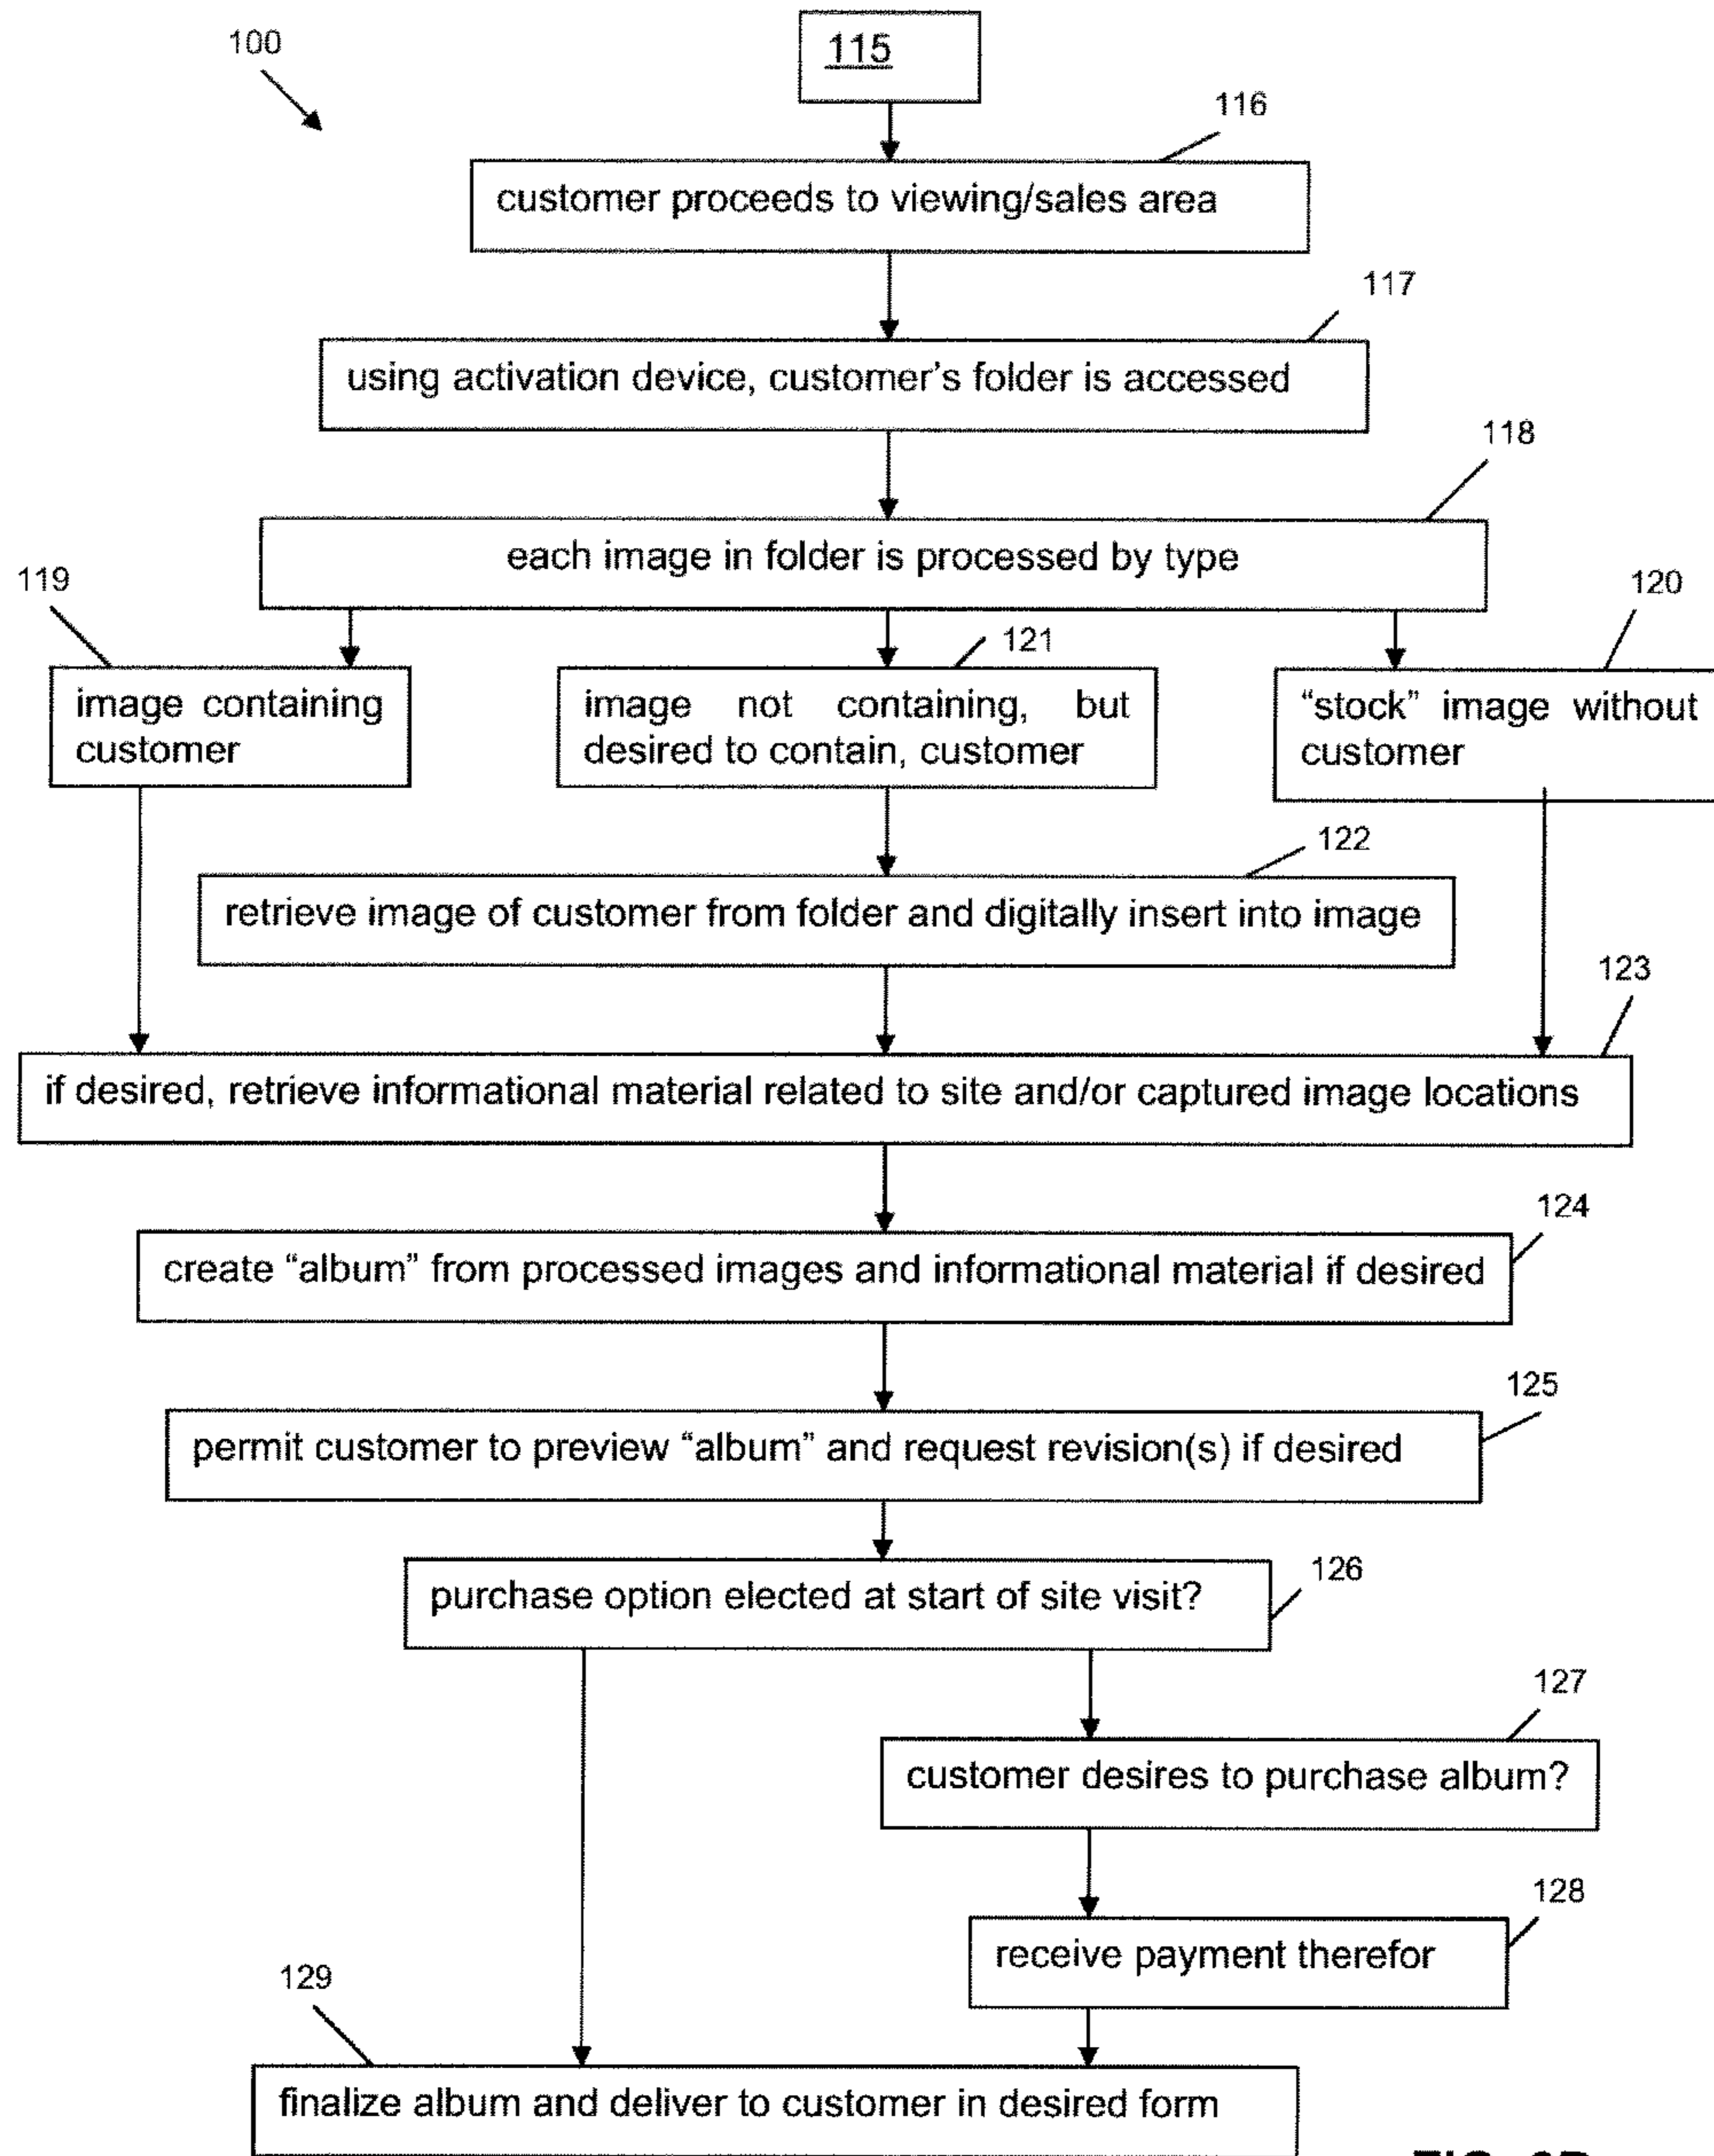 100
115
116
customer proceeds to viewing/sales area
117
using activation device, customer's folder is accessed
118
each image in folder is processed by type
119
121
120
image containing
customer
image not containing, but
desired to contain, customer
“stock” image without
customer
122
retrieve image of customer from folder and digitally insert into image
123
if desired, retrieve informational material related to site and/or captured image locations
124
create “album” from processed images and informational material if desired
125
permit customer to preview “album” and request revision(s) if desired
126
purchase option elected at start of site visit?
127
customer desires to purchase album?
128
receive payment therefor
129
finalize album and deliver to customer in desired form